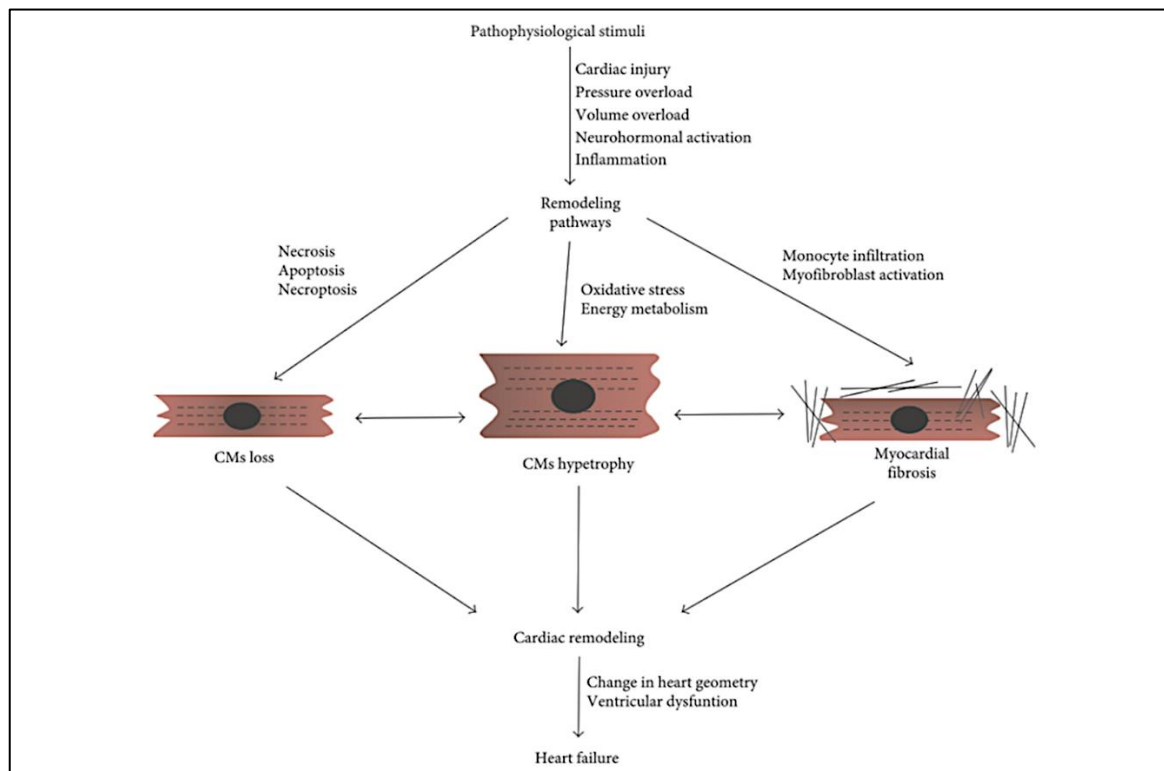 Pathophysiological stimuli
Cardiac injury
Pressure overload
Volume overload
Neurohormonal activation
Inflammation
Remodeling
pathways
Necrosis
Apoptosis
Necroptosis
Oxidative stress
Energy metabolism
Monocyte infiltration
Myofibroblast activation
CMs loss
CMs hypetrophy
Myocardial
fibrosis
Cardiac remodeling
Change in heart geometry
Ventricular dysfuntion
Heart failure